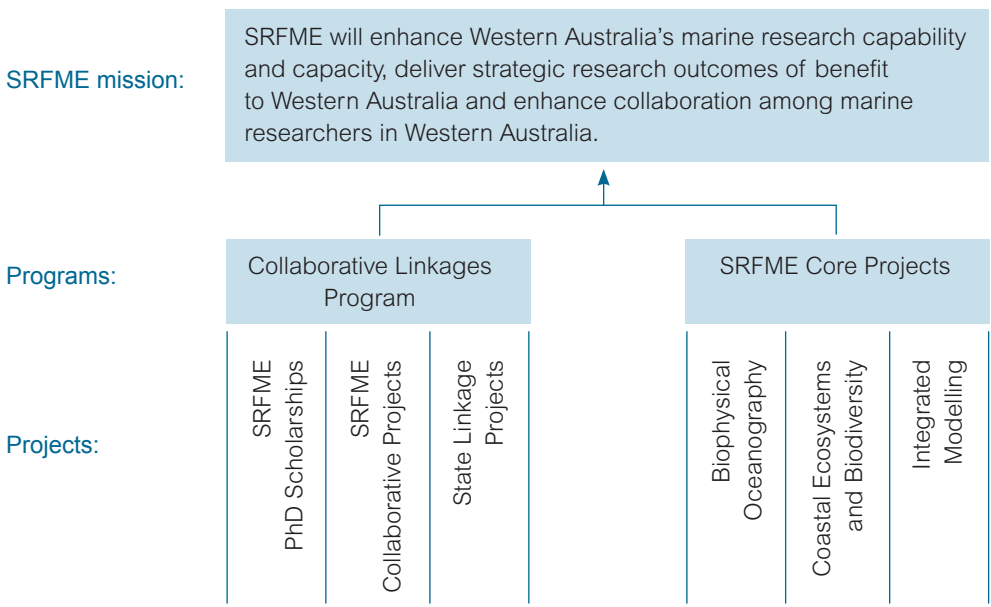 SRFME mission:
SRFME will enhance Western Australia’s marine research capability
and capacity, deliver strategic research outcomes of benefit
to Western Australia and enhance collaboration among marine
researchers in Western Australia.
Programs:
Collaborative Linkages
Program
SRFME Core Projects
Projects:
SRFME
PhD Scholarships
SRFME
Collaborative Projects
State Linkage
Projects
Biophysical
Oceanography
Coastal Ecosystems
and Biodiversity
Integrated
Modelling